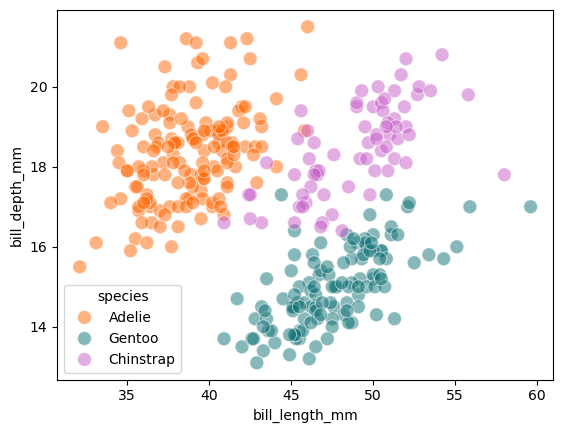 20
18
16
14
bill_depth_mm
species
Adelie
Gentoo
Chinstrap
35
40
45
50
55
60
bill_length_mm